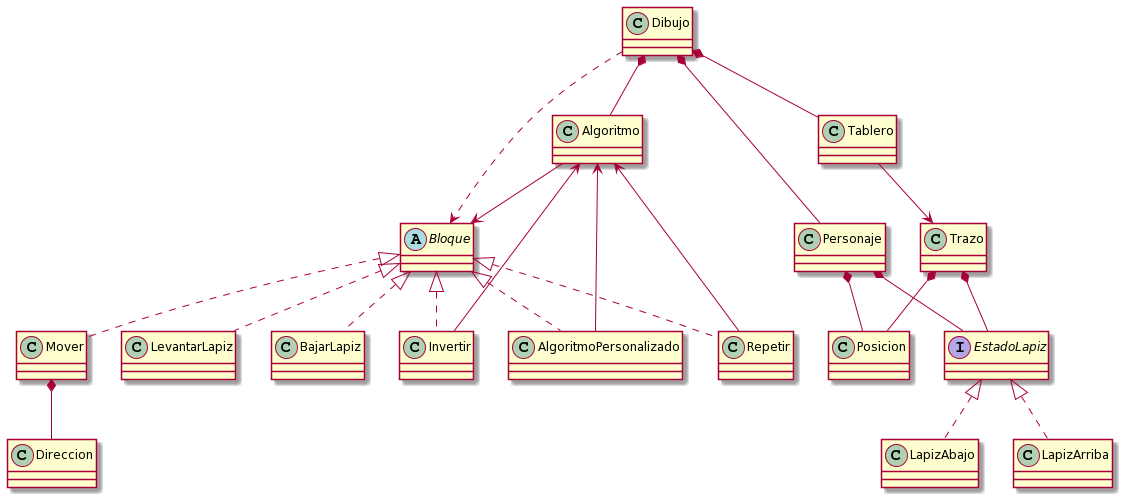 C Dibujo
C Algoritmo
C Tablero
A Bloque
C Personaje
C Trazo
C Mover
C LevantarLapiz
C BajarLapiz
C Invertir
C AlgoritmoPersonalizado
C Repetir
C Posicion
I EstadoLapiz
C Direccion
C LapizAbajo
C LapizArriba